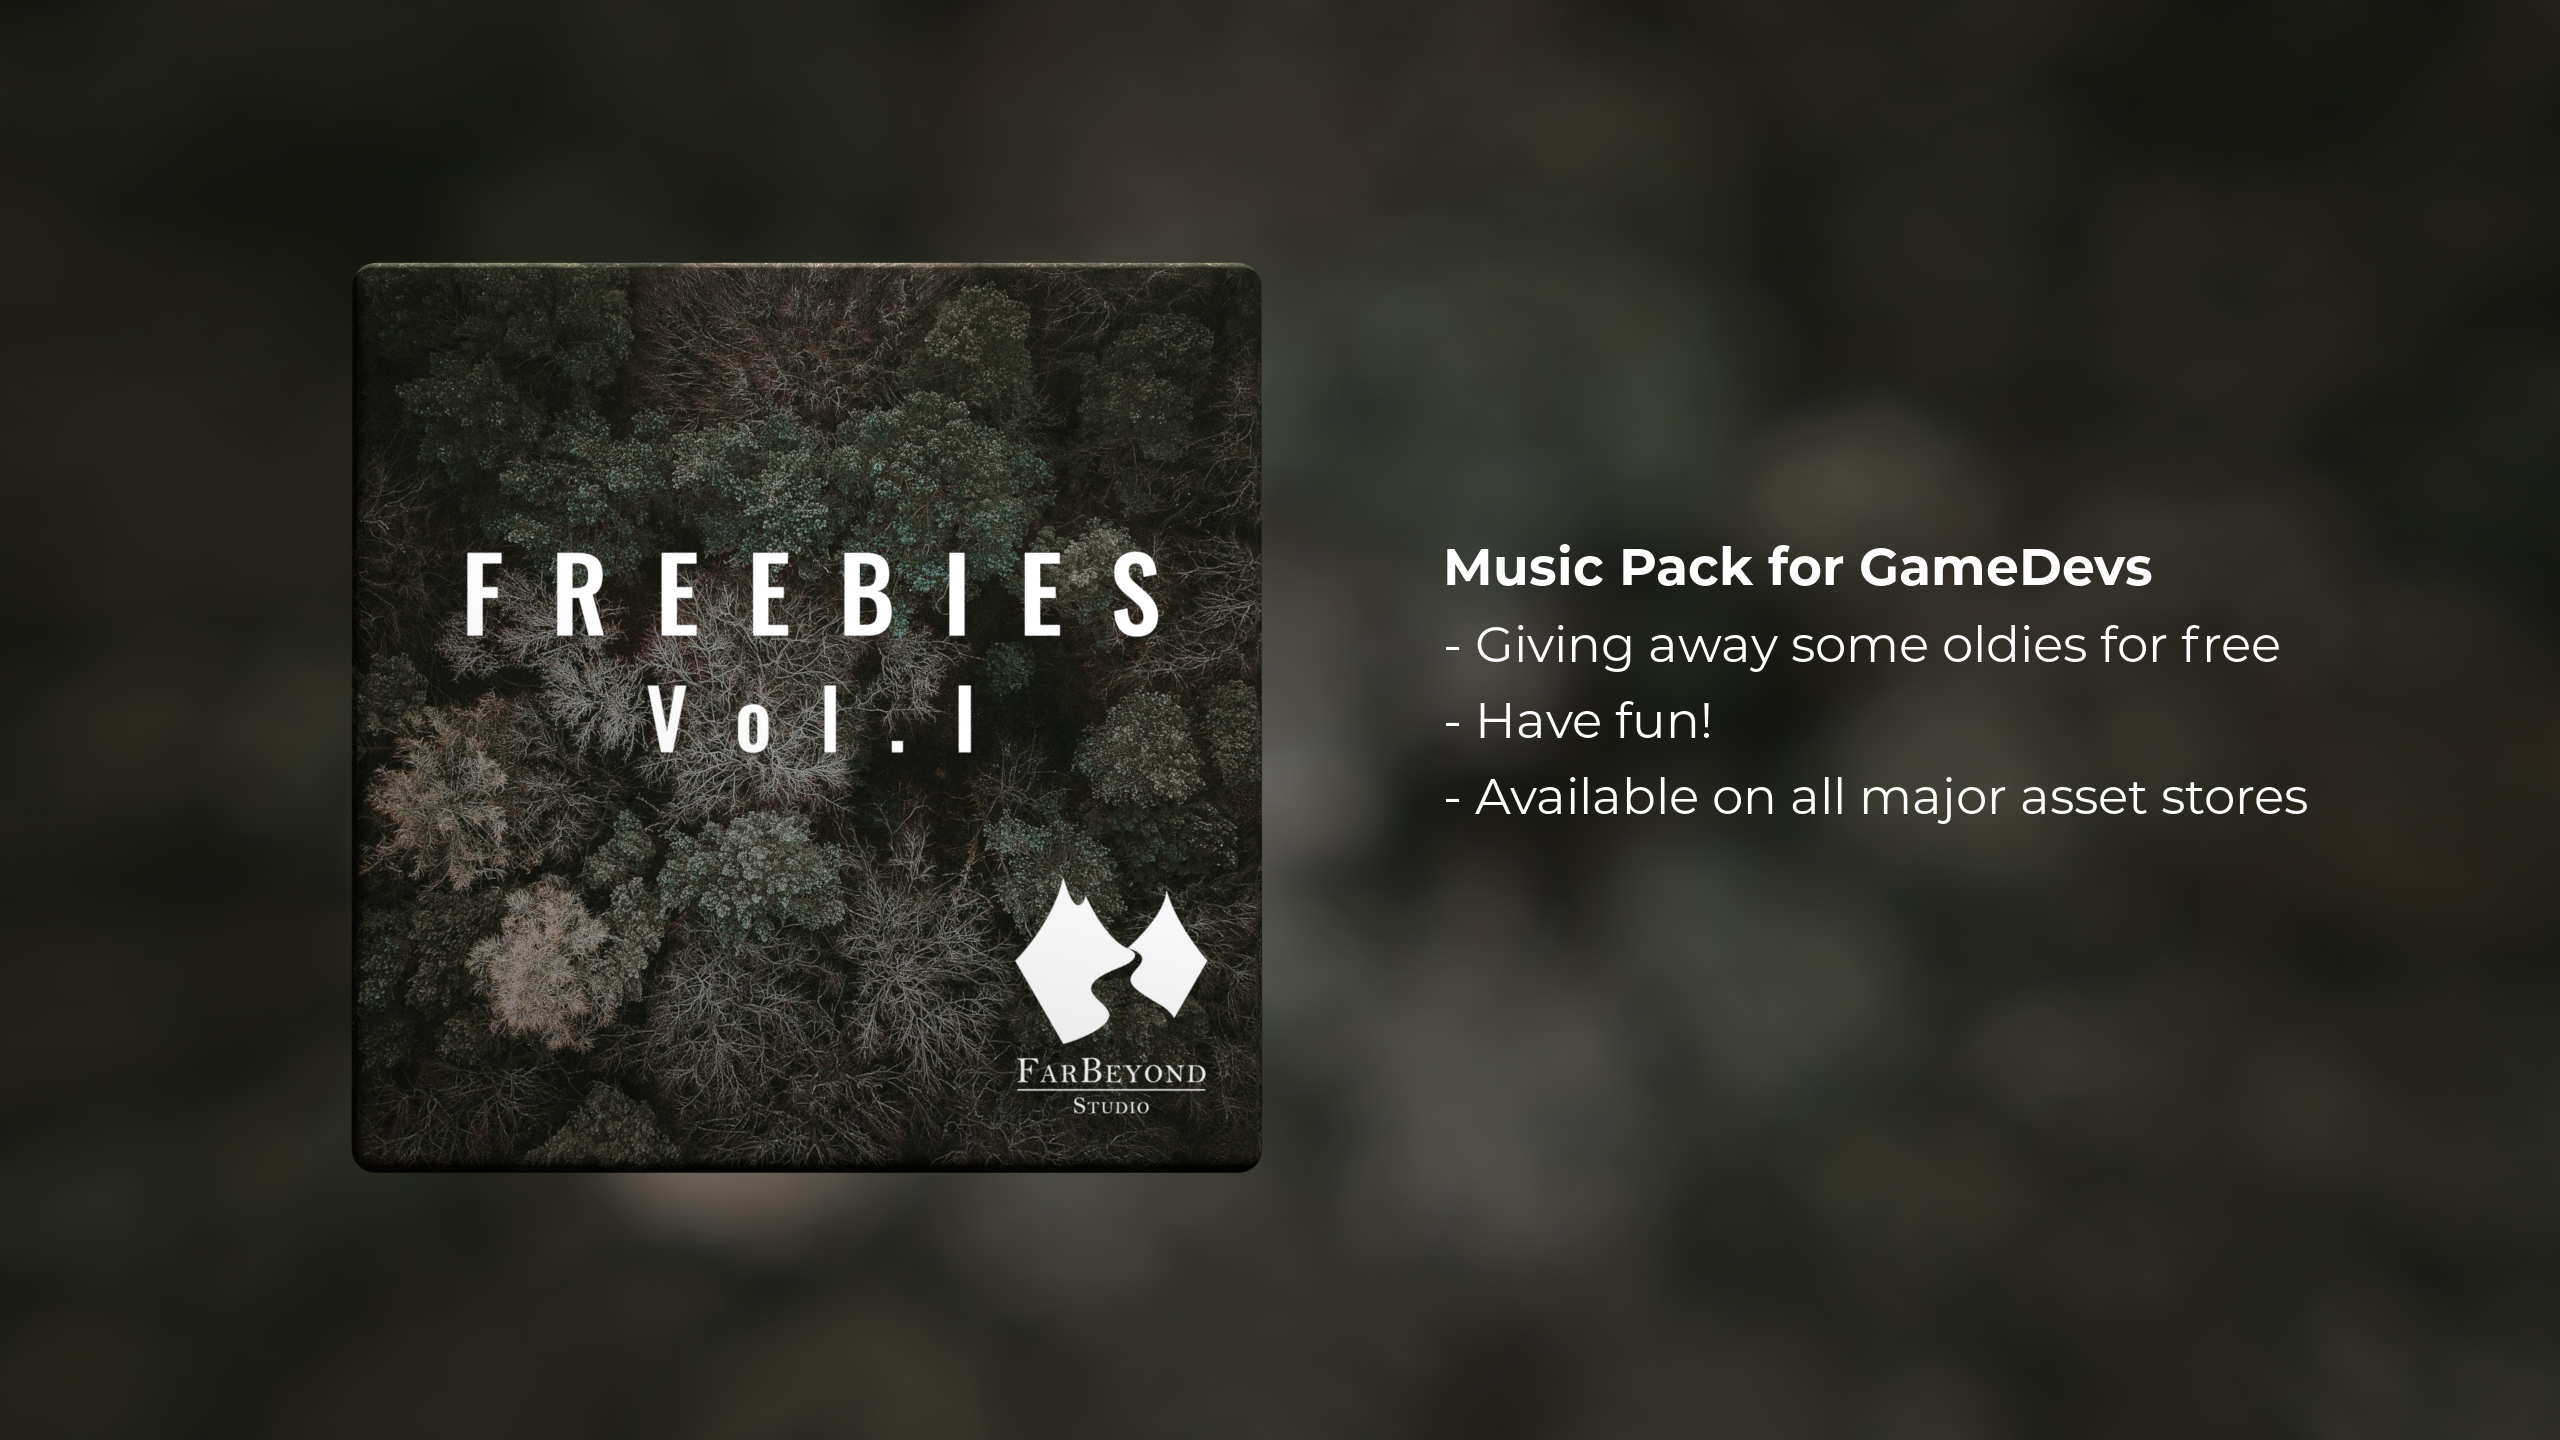 FREEBIES
Vol.I
FARBEYOND
STUDIO
Music Pack for GameDevs
- Giving away some oldies for free
- Have fun!
- Available on all major asset stores